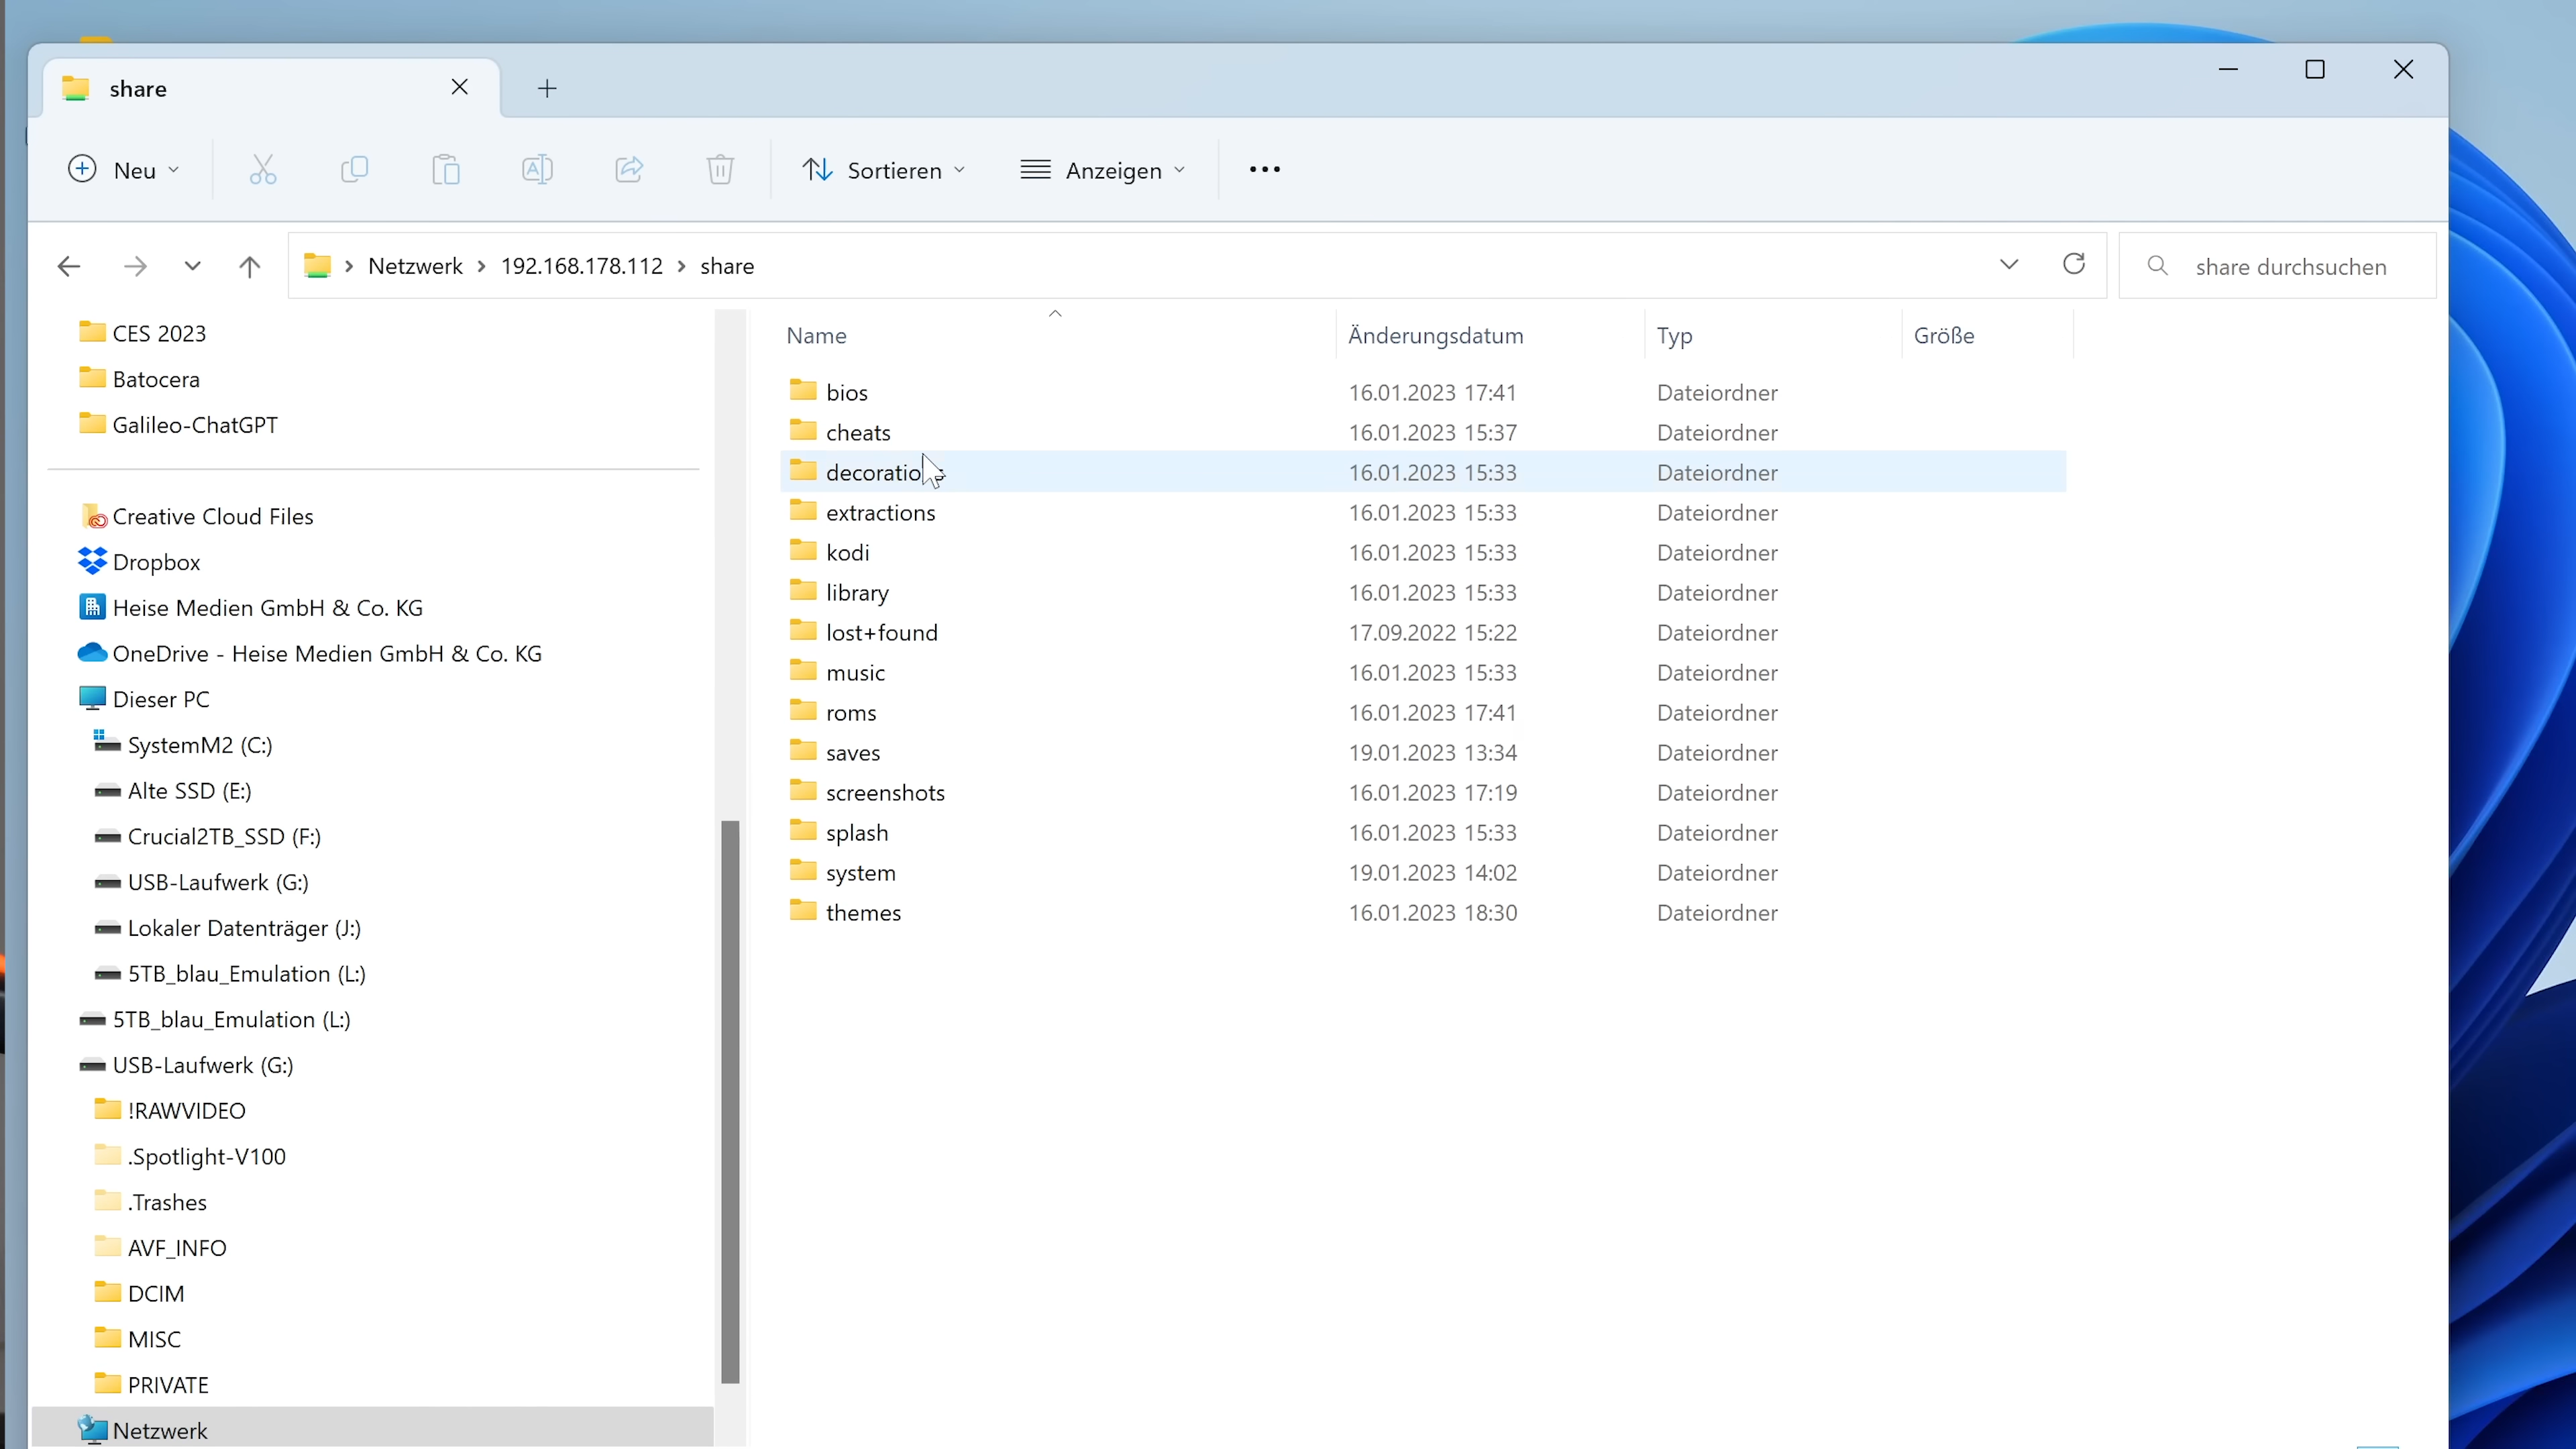 share
Neu
Sortieren
Anzeigen
Netzwerk > 192.168.178.112 > share
share durchsuchen
CES 2023
Batocera
Galileo-ChatGPT
Creative Cloud Files
Dropbox
Heise Medien GmbH & Co. KG
OneDrive - Heise Medien GmbH & Co. KG
Dieser PC
SystemM2 (C:)
Alte SSD (E:)
Crucial2TB_SSD (F:)
USB-Laufwerk (G:)
Lokaler Datenträger (J:)
5TB_blau_Emulation (L:)
5TB_blau_Emulation (L:)
USB-Laufwerk (G:)
!RAWVIDEO
.Spotlight-V100
.Trashes
AVF_INFO
DCIM
MISC
PRIVATE
Netzwerk
Name Änderungsdatum Typ Größe
bios 16.01.2023 17:41 Dateiordner
cheats 16.01.2023 15:37 Dateiordner
decorations 16.01.2023 15:33 Dateiordner
extractions 16.01.2023 15:33 Dateiordner
kodi 16.01.2023 15:33 Dateiordner
library 16.01.2023 15:33 Dateiordner
lost+found 17.09.2022 15:22 Dateiordner
music 16.01.2023 15:33 Dateiordner
roms 16.01.2023 17:41 Dateiordner
saves 19.01.2023 13:34 Dateiordner
screenshots 16.01.2023 17:19 Dateiordner
splash 16.01.2023 15:33 Dateiordner
system 19.01.2023 14:02 Dateiordner
themes 16.01.2023 18:30 Dateiordner